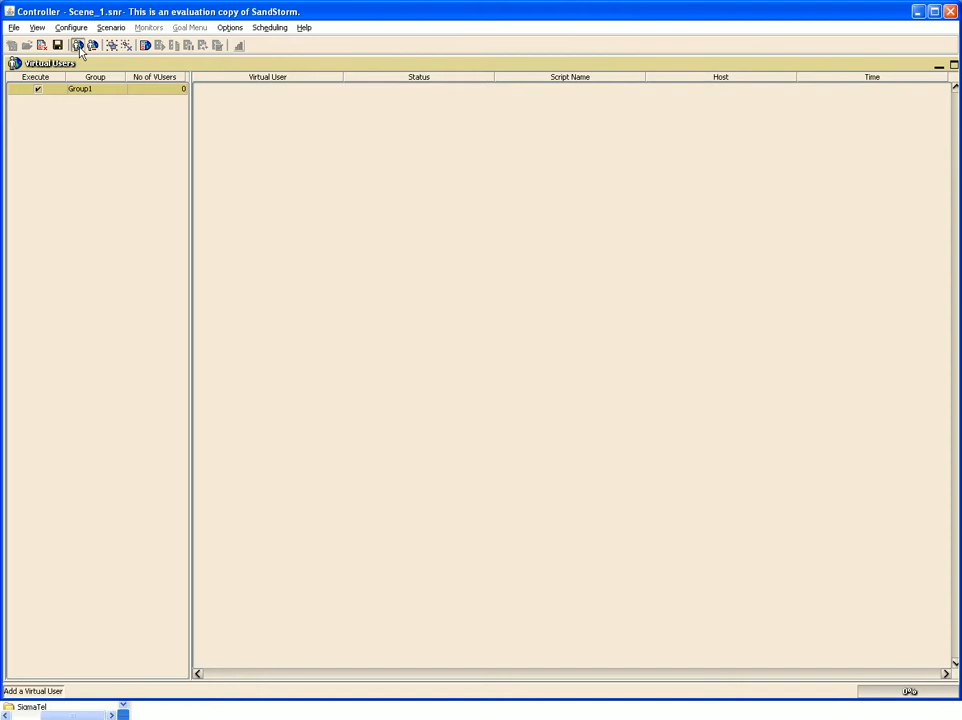 Controller - Scene_1.snr- This is an evaluation copy of SandStorm.
File View Configure Scenario Monitors Goal Menu Options Scheduling Help
Virtual Users
Execute Group No of VUsers Virtual User Status Script Name Host Time
Group1 0
Add a Virtual User
SigmaTel